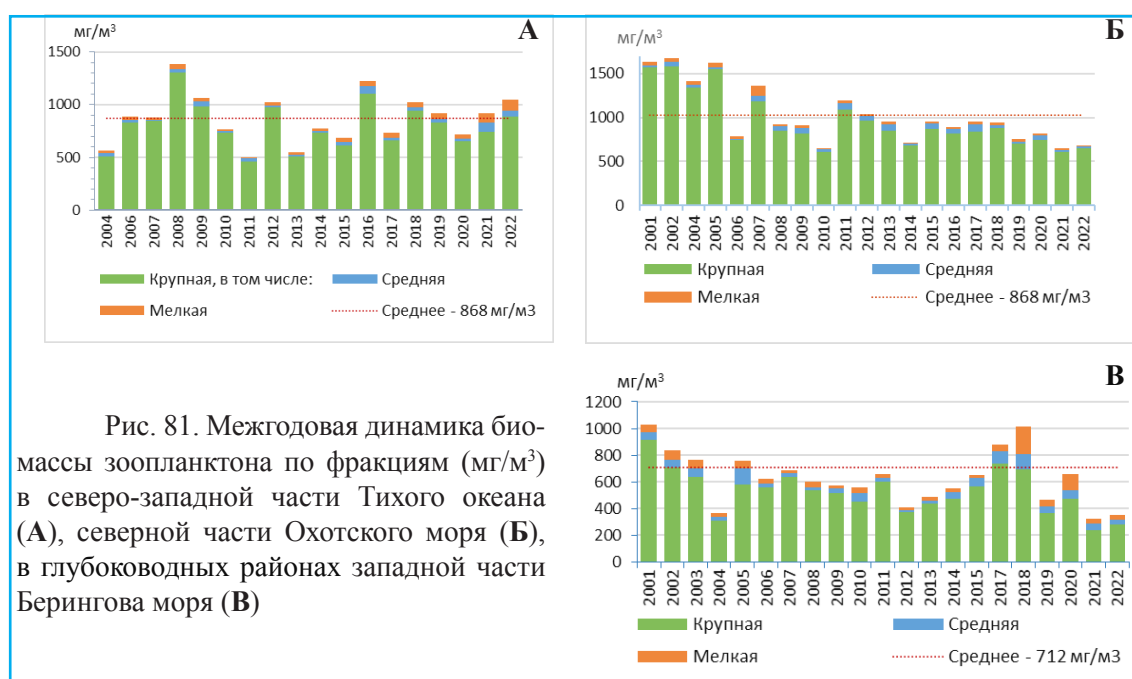 мг/м³
А
1500
1000
500
0
2004 2006 2007 2008 2009 2010 2011 2012 2013 2014 2015 2016 2017 2018 2019 2020 2021 2022
Крупная, в том числе: Средняя
Мелкая Среднее - 868 мг/м3
мг/м³
Б
1500
1000
500
0
2001 2002 2004 2005 2006 2007 2008 2009 2010 2011 2012 2013 2014 2015 2016 2017 2018 2019 2020 2021 2022
Крупная Средняя
Мелкая Среднее - 868 мг/м3
Рис. 81. Межгодовая динамика био-
массы зоопланктона по фракциям (мг/м³)
в северо-западной части Тихого океана
(А), северной части Охотского моря (Б),
в глубоководных районах западной части
Берингова моря (В)
мг/м³
В
1200
1000
800
600
400
200
0
2001 2002 2003 2004 2005 2006 2007 2008 2009 2010 2011 2012 2013 2014 2015 2017 2018 2019 2020 2021 2022
Крупная Средняя
Мелкая Среднее - 712 мг/м3